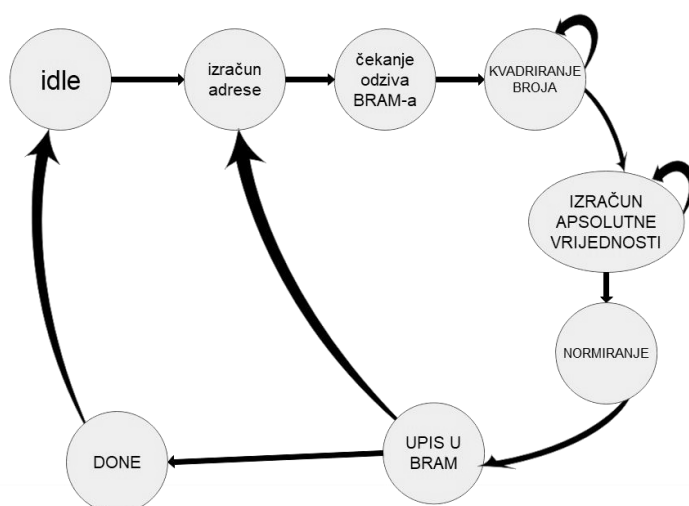 idle
izračun
adrese
čekanje
odziva
BRAM-a
KVADRIRANJE
BROJA
IZRAČUN
APSOLUTNE
VRIJEDNOSTI
NORMIRANJE
UPIS U
BRAM
DONE